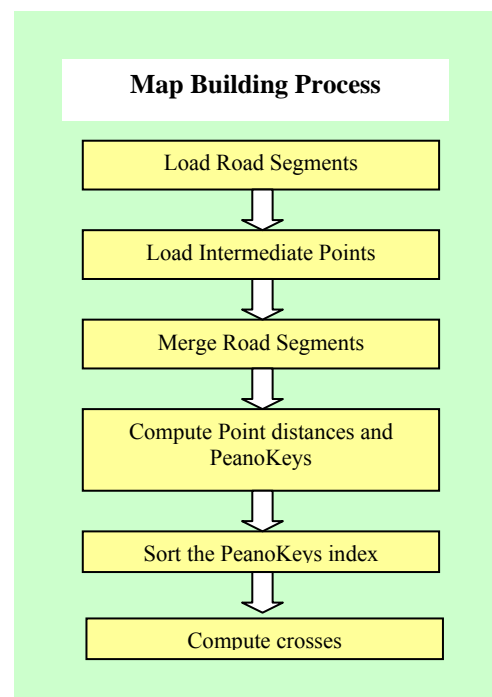 Map Building Process
Load Road Segments
Load Intermediate Points
Merge Road Segments
Compute Point distances and
PeanoKeys
Sort the PeanoKeys index
Compute crosses